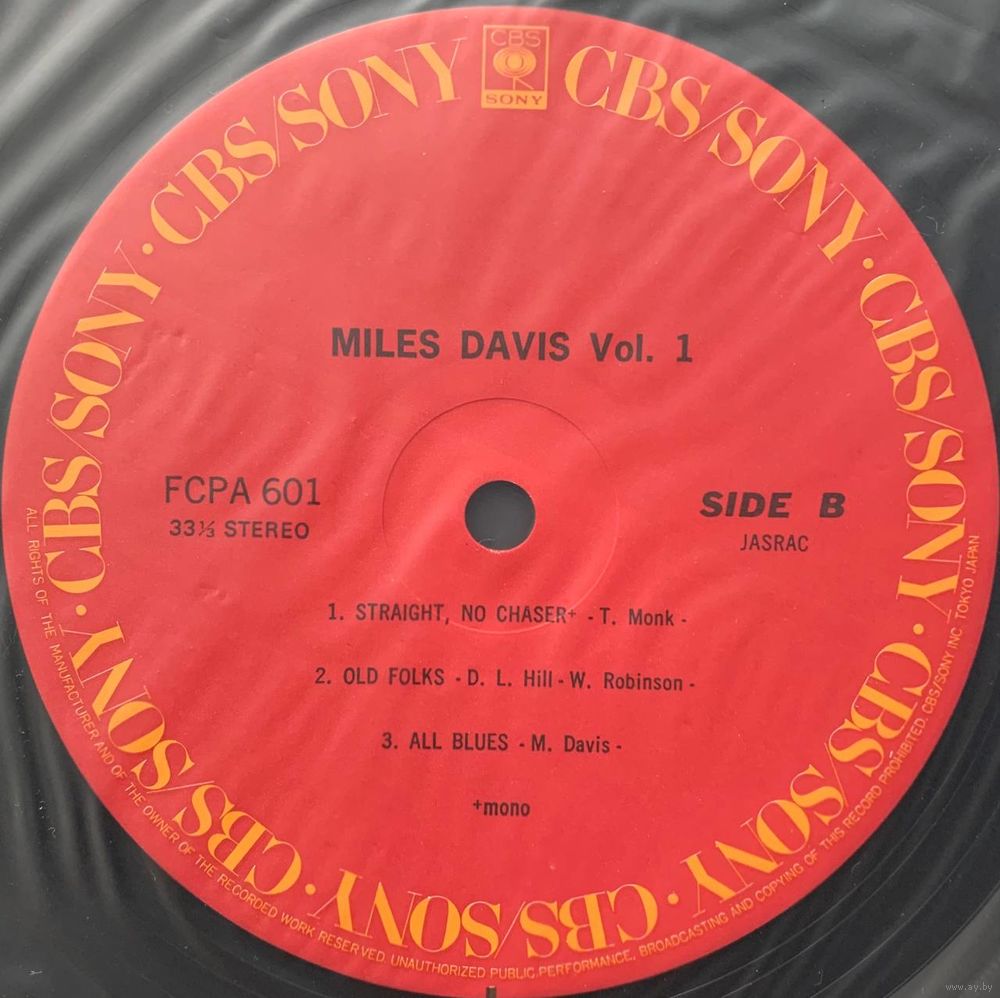 CBS
SONY
CBS/SONY · CBS/SONY · CBS/SONY · CBS/SONY · CBS/SONY · CBS/SONY · CBS/SONY · CBS/SONY
MILES DAVIS Vol. 1
FCPA 601
33⅓ STEREO
SIDE B
JASRAC
1. STRAIGHT, NO CHASER+ - T. Monk -
2. OLD FOLKS - D. L. Hill - W. Robinson -
3. ALL BLUES - M. Davis -
+mono
ALL RIGHTS OF THE MANUFACTURER AND OF THE OWNER OF THE RECORDED WORK RESERVED. UNAUTHORIZED PUBLIC PERFORMANCE, BROADCASTING AND COPYING OF THIS RECORD PROHIBITED. CBS/SONY INC. TOKYO JAPAN
www.ay.by